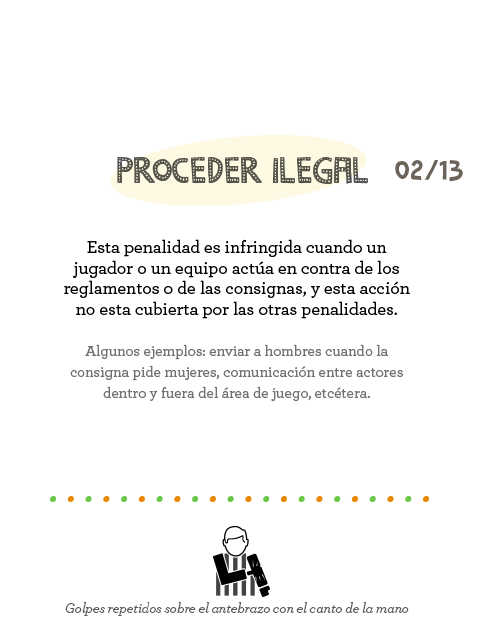 PROCEDER ILEGAL 02/13
Esta penalidad es infringida cuando un
jugador o un equipo actúa en contra de los
reglamentos o de las consignas, y esta acción
no esta cubierta por las otras penalidades.
Algunos ejemplos: enviar a hombres cuando la
consigna pide mujeres, comunicación entre actores
dentro y fuera del área de juego, etcétera.
Golpes repetidos sobre el antebrazo con el canto de la mano